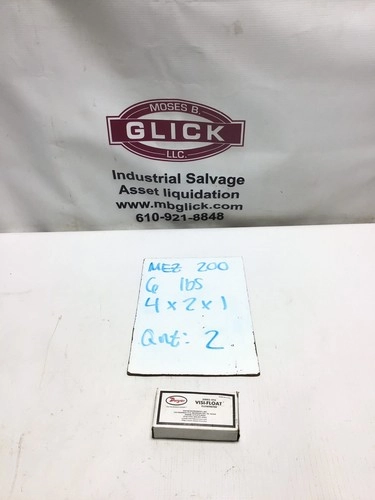 MOSES B.
GLICK
LLC.
Industrial Salvage
Asset liquidation
www.mbglick.com
610-921-8848
MEZ 200
6 lbs
4 x 2 x 1
Qnt: 2
Dwyer
VISI-FLOAT
FLOWMETER